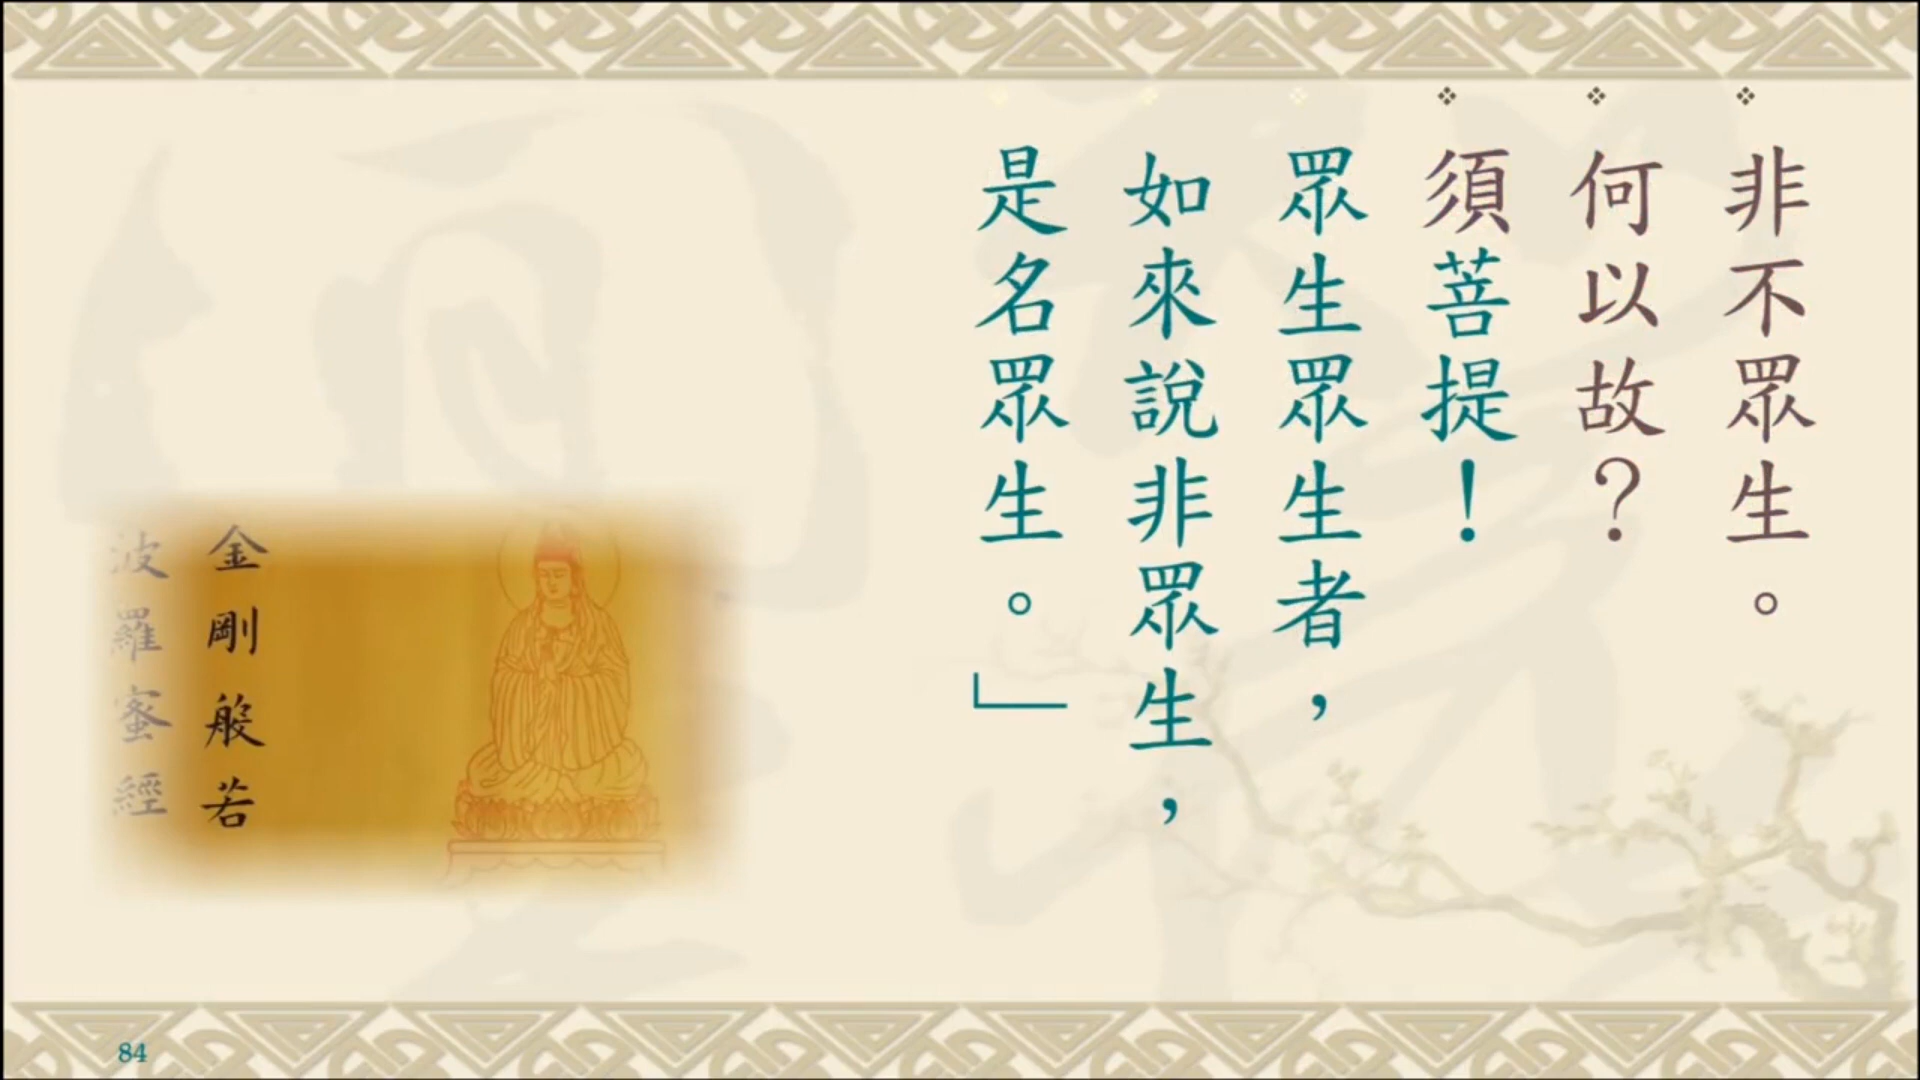 非不眾生。
何以故？
須菩提！
眾生眾生者，
如來說非眾生，
是名眾生。」
金剛般若
波羅蜜經
84